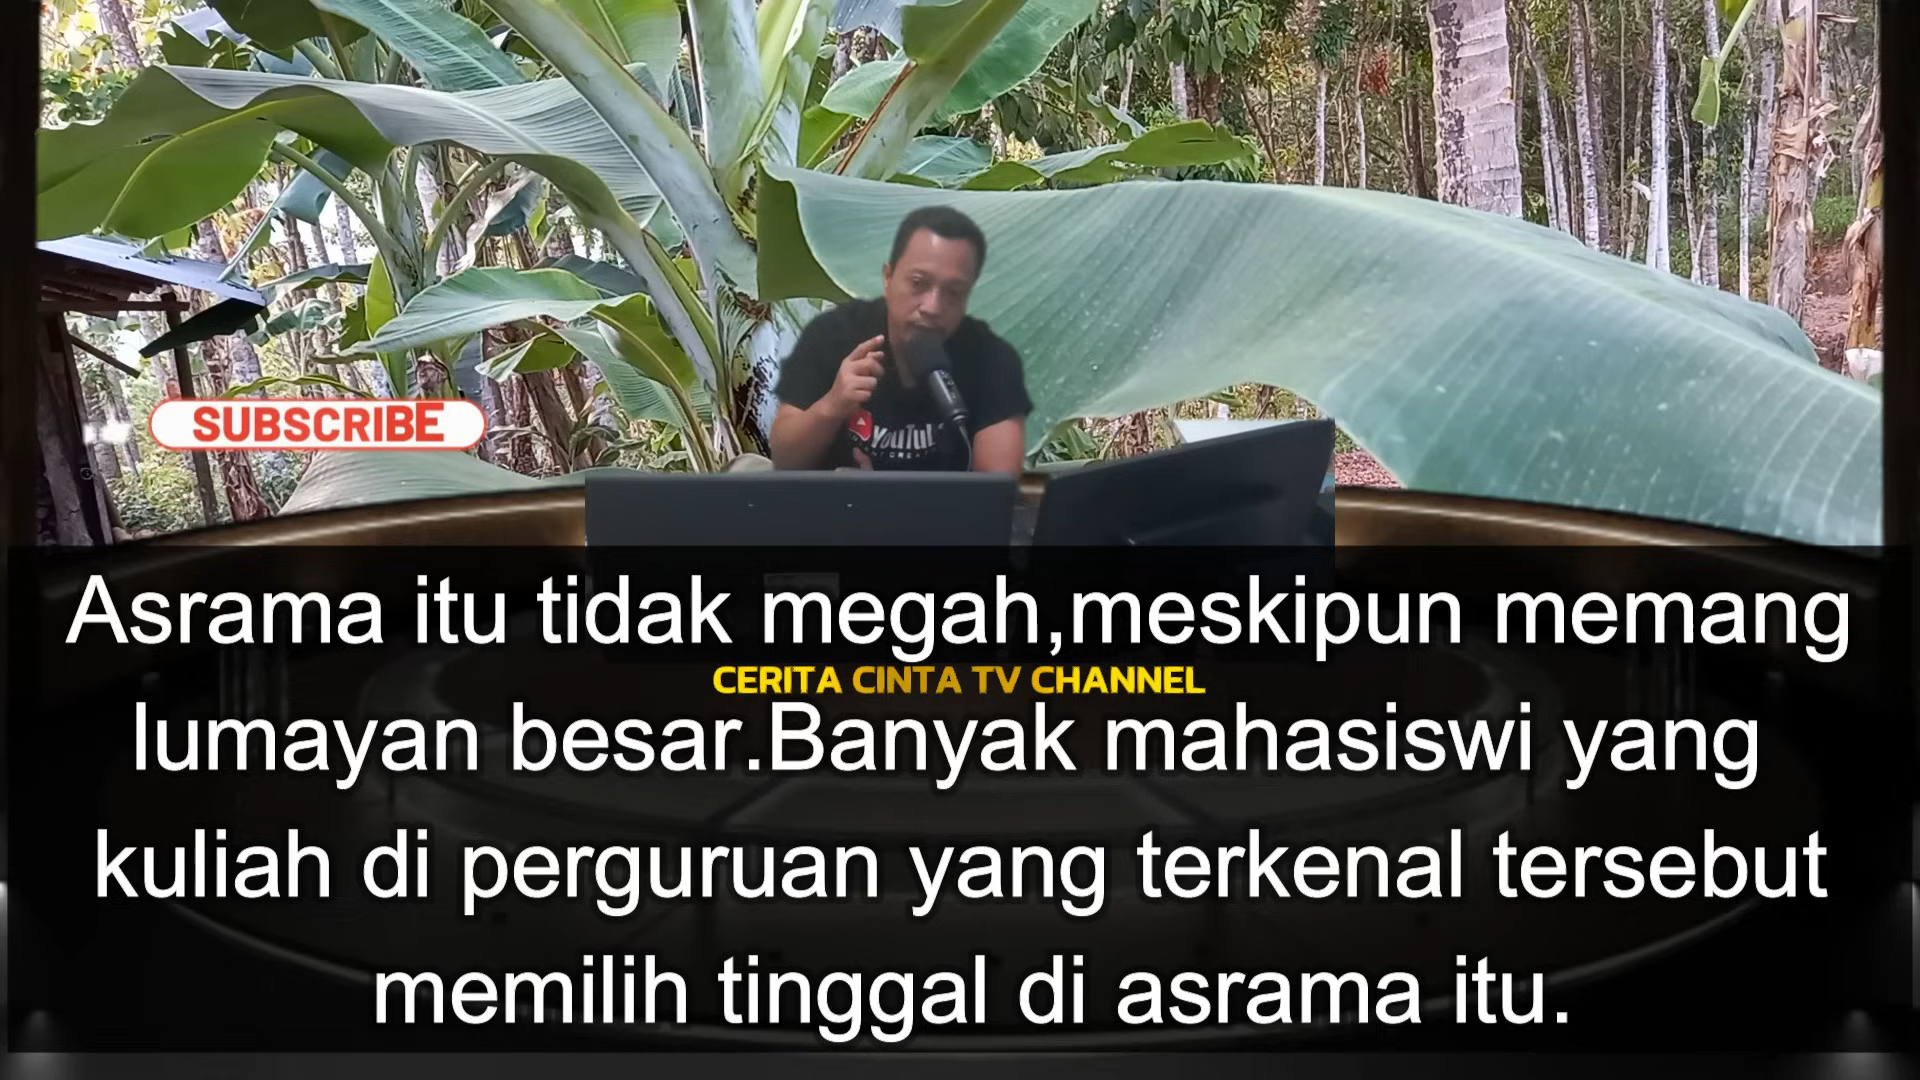 SUBSCRIBE
YouTub
Asrama itu tidak megah,meskipun memang
CERITA CINTA TV CHANNEL
lumayan besar.Banyak mahasiswi yang
kuliah di perguruan yang terkenal tersebut
memilih tinggal di asrama itu.